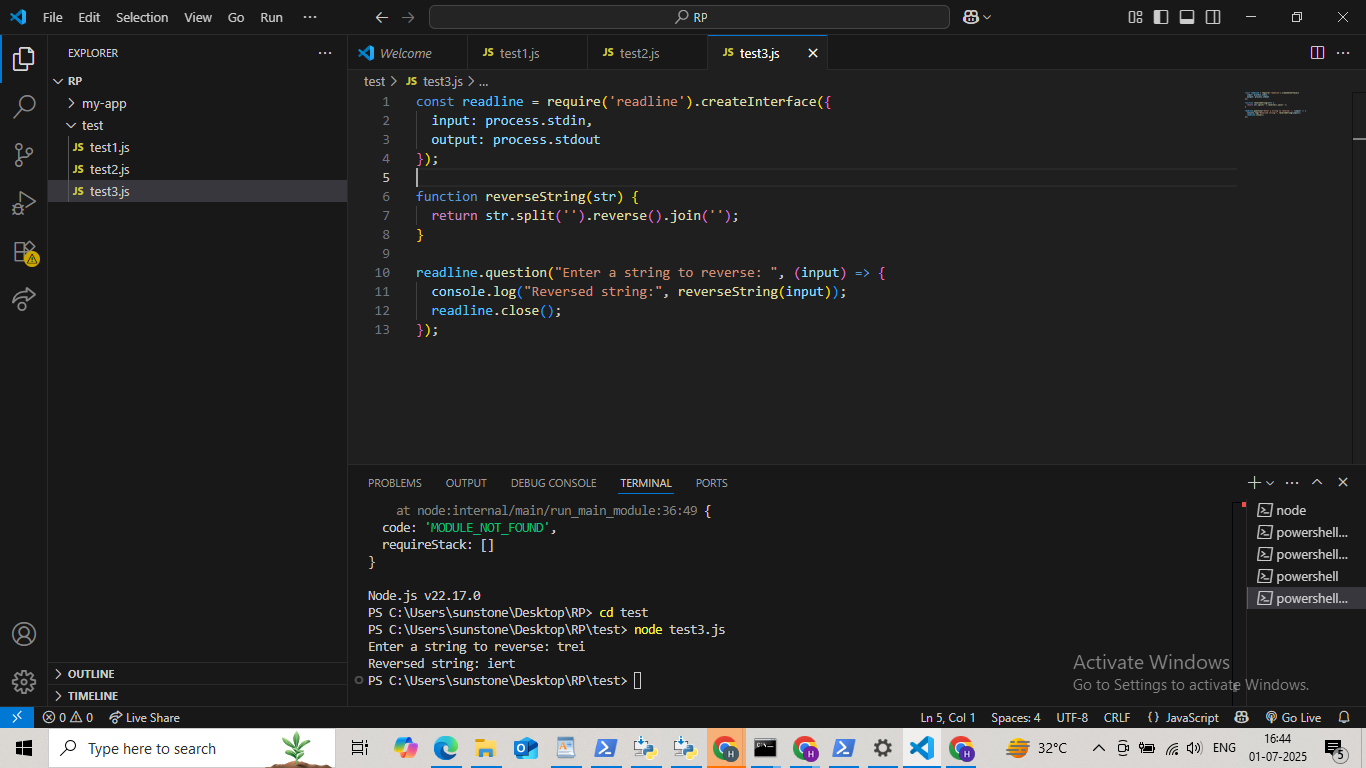 File Edit Selection View Go Run ···
RP
EXPLORER ···
Welcome
JS test1.js
JS test2.js
JS test3.js
RP
my-app
test
JS test1.js
JS test2.js
JS test3.js
test > JS test3.js > ...
1 const readline = require('readline').createInterface({
2 input: process.stdin,
3 output: process.stdout
4 });
5
6 function reverseString(str) {
7 return str.split('').reverse().join('');
8 }
9
10 readline.question("Enter a string to reverse: ", (input) => {
11 console.log("Reversed string:", reverseString(input));
12 readline.close();
13 });
PROBLEMS OUTPUT DEBUG CONSOLE TERMINAL PORTS
at node:internal/main/run_main_module:36:49 {
code: 'MODULE_NOT_FOUND',
requireStack: []
}
Node.js v22.17.0
PS C:\Users\sunstone\Desktop\RP> cd test
PS C:\Users\sunstone\Desktop\RP\test> node test3.js
Enter a string to reverse: trei
Reversed string: iert
PS C:\Users\sunstone\Desktop\RP\test>
node
powershell...
powershell...
powershell
powershell...
OUTLINE
TIMELINE
Activate Windows
Go to Settings to activate Windows.
0 0 Live Share
Ln 5, Col 1 Spaces: 4 UTF-8 CRLF {} JavaScript Go Live
Type here to search
32°C
ENG
16:44
01-07-2025
5